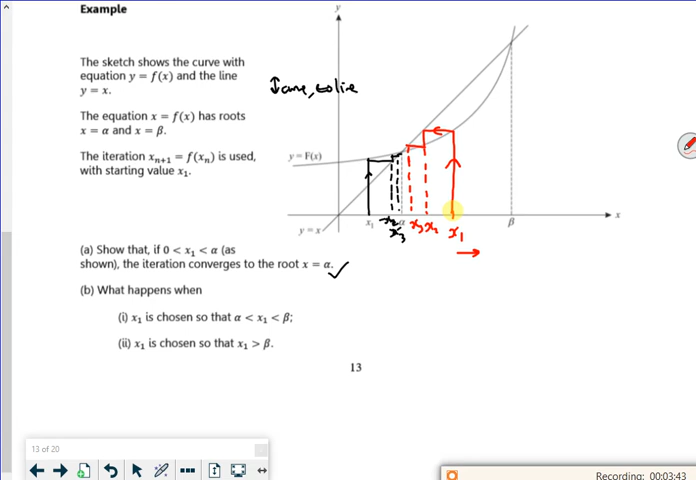 Example
y
The sketch shows the curve with
equation y = f(x) and the line
y = x.
↕ curve, ↔ to line
The equation x = f(x) has roots
x = α and x = β.
The iteration xₙ₊₁ = f(xₙ) is used,
with starting value x₁.
y = F(x)
x₁ x₂ x₃ α x₃ x₂ x₁ β x
y = x
(a) Show that, if 0 < x₁ < α (as
shown), the iteration converges to the root x = α. ✓
(b) What happens when
(i) x₁ is chosen so that α < x₁ < β;
(ii) x₁ is chosen so that x₁ > β.
13
13 of 20
Recording: 00:03:43